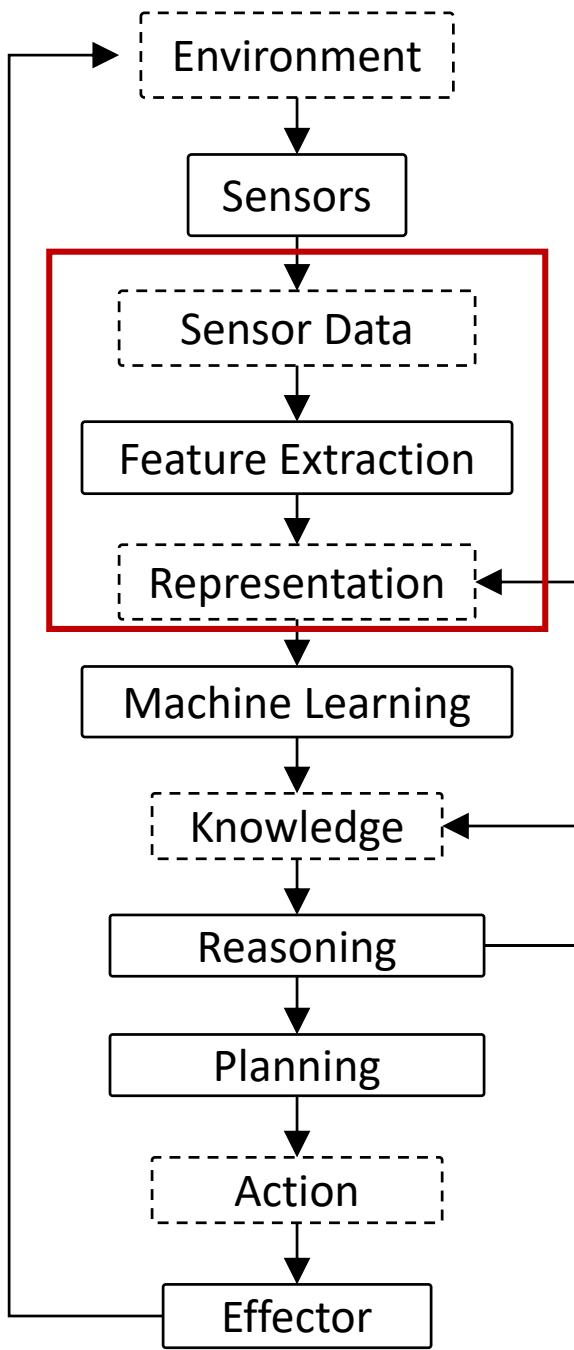 Environment
Sensors
Sensor Data
Feature Extraction
Representation
Machine Learning
Knowledge
Reasoning
Planning
Action
Effector